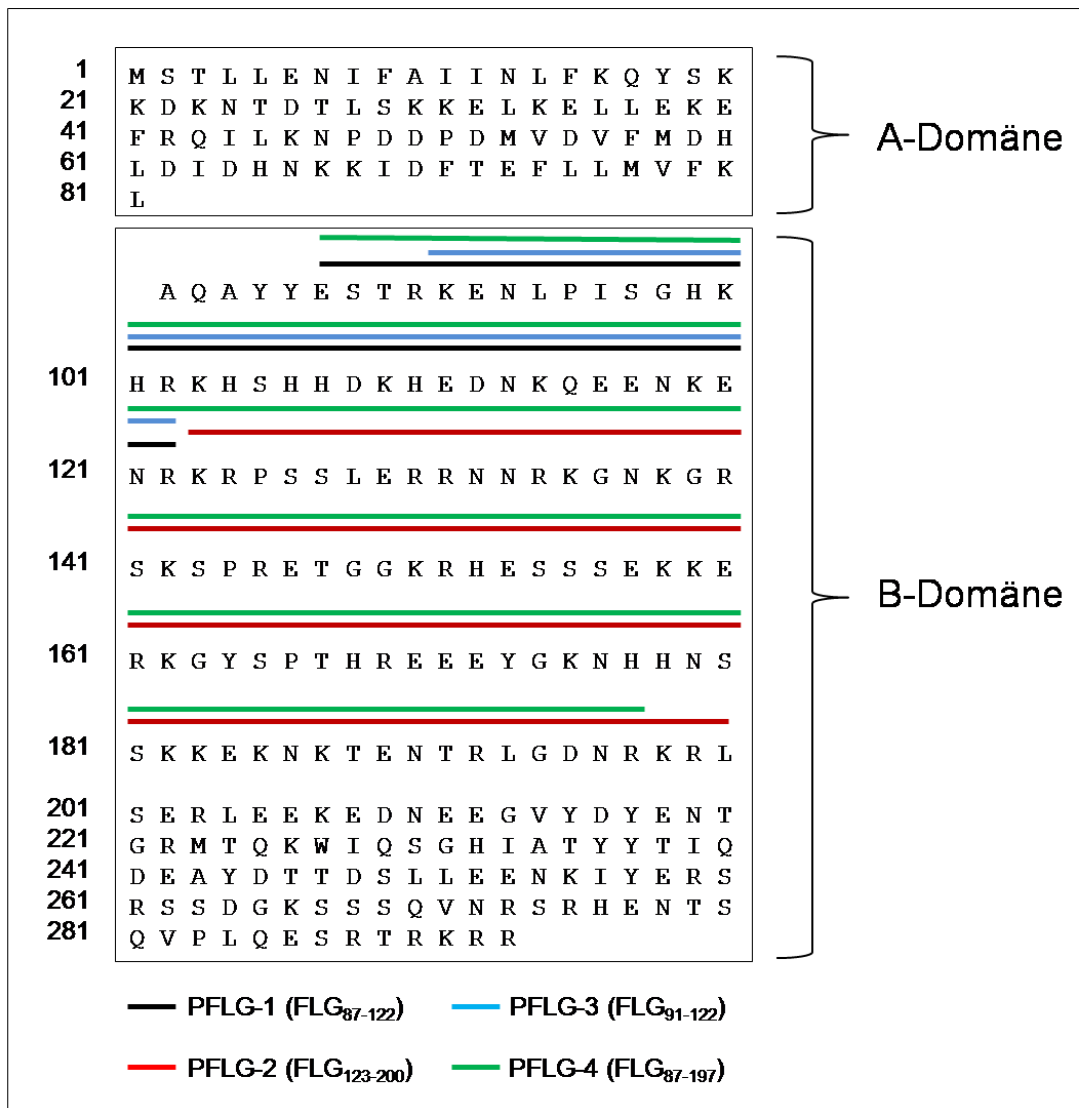 1 M S T L L E N I F A I I N L F K Q Y S K
21 K D K N T D T L S K K E L K E L L E K E
41 F R Q I L K N P D D P D M V D V F M D H
61 L D I D H N K K I D F T E F L L M V F K
81 L
A-Domäne
A Q A Y Y E S T R K E N L P I S G H K
101 H R K H S H H D K H E D N K Q E E N K E
121 N R K R P S S L E R R N N R K G N K G R
141 S K S P R E T G G K R H E S S S E K K E
161 R K G Y S P T H R E E E Y G K N H H N S
181 S K K E K N K T E N T R L G D N R K R L
201 S E R L E E K E D N E E G V Y D Y E N T
221 G R M T Q K W I Q S G H I A T Y Y T I Q
241 D E A Y D T T D S L L E E N K I Y E R S
261 R S S D G K S S S Q V N R S R H E N T S
281 Q V P L Q E S R T R K R R
B-Domäne
PFLG-1 (FLG87-122) PFLG-3 (FLG91-122)
PFLG-2 (FLG123-200) PFLG-4 (FLG87-197)